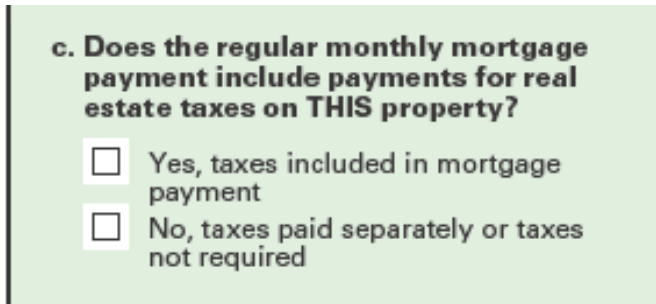 c. Does the regular monthly mortgage
payment include payments for real
estate taxes on THIS property?
Yes, taxes included in mortgage
payment
No, taxes paid separately or taxes
not required